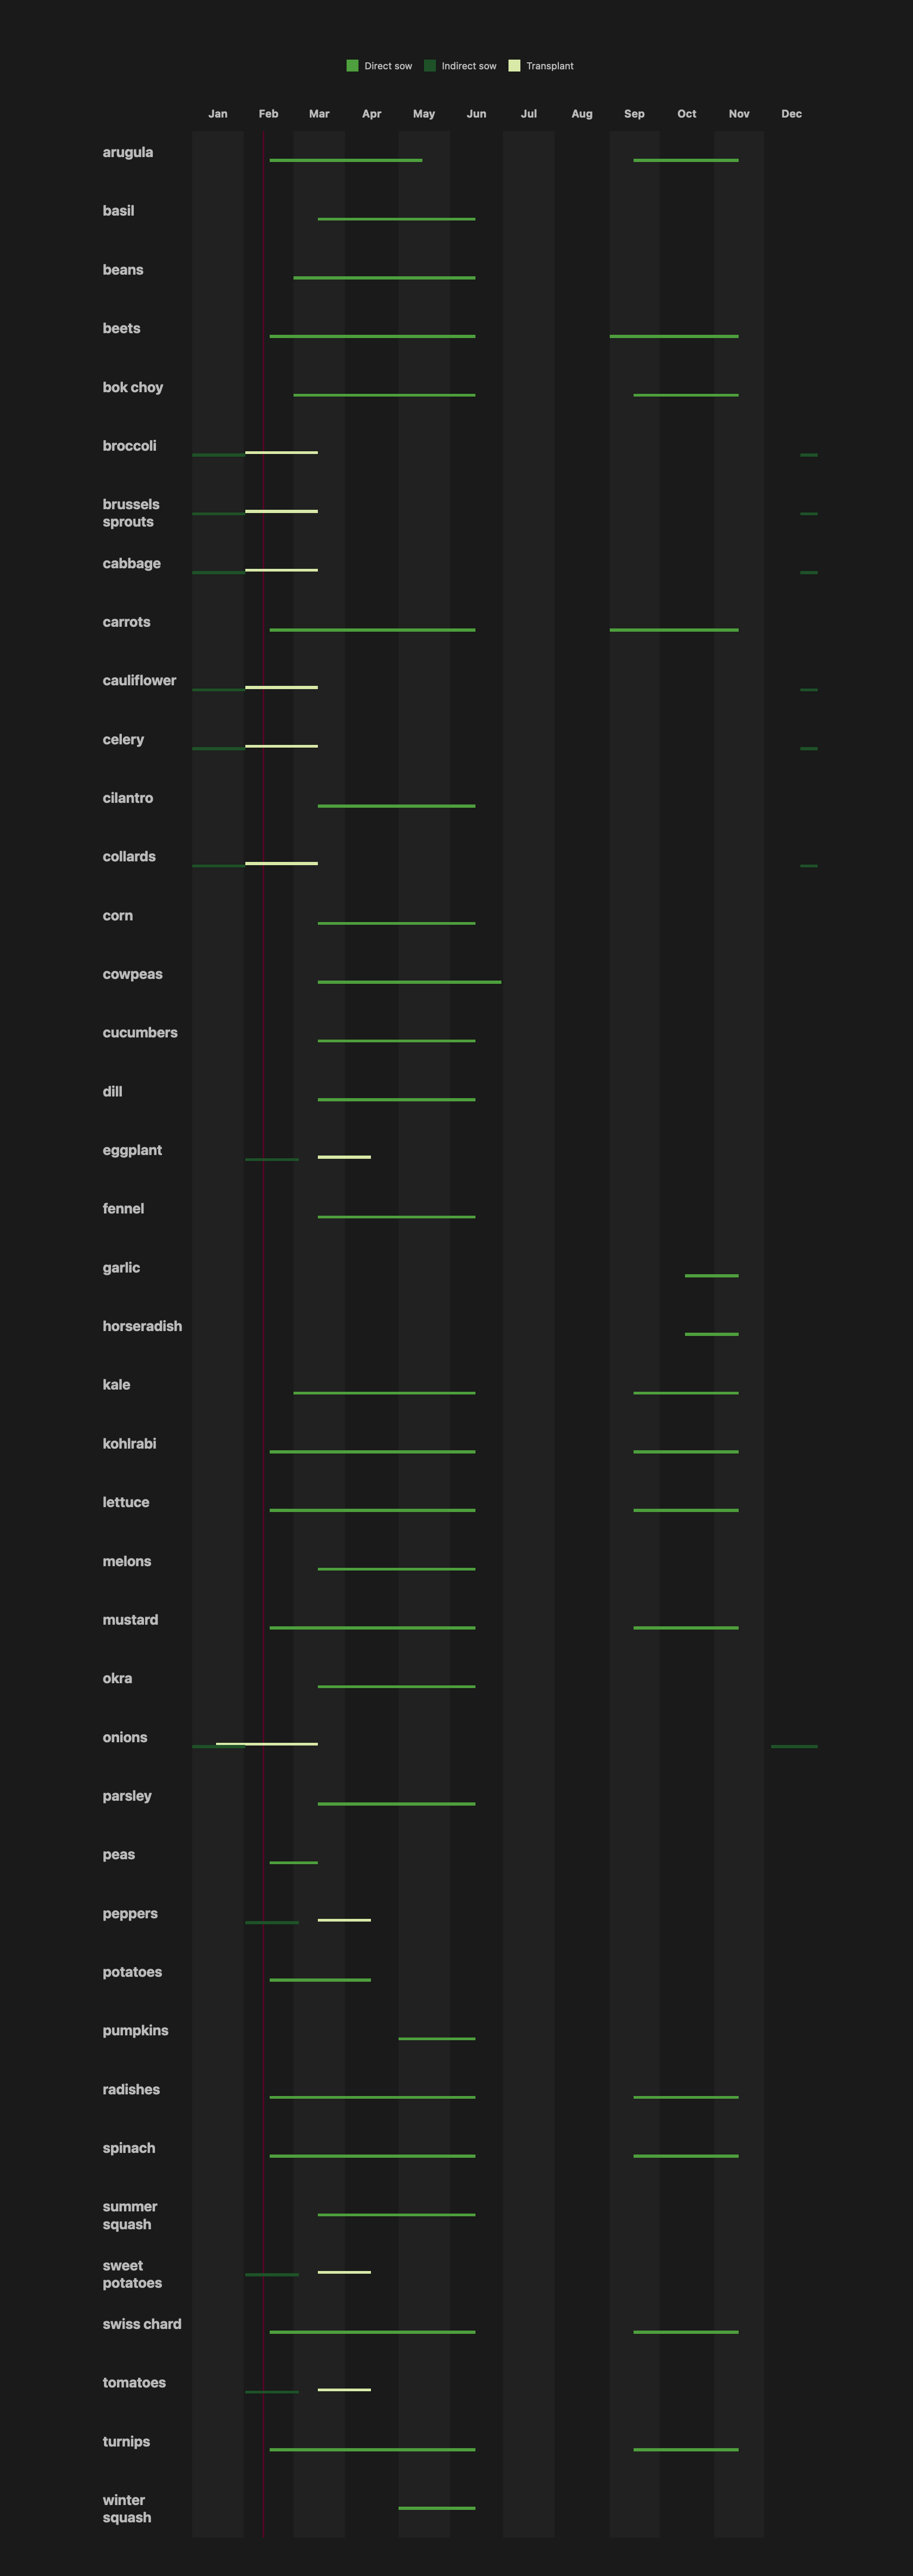 Direct sow Indirect sow Transplant
Jan Feb Mar Apr May Jun Jul Aug Sep Oct Nov Dec
arugula
basil
beans
beets
bok choy
broccoli
brussels
sprouts
cabbage
carrots
cauliflower
celery
cilantro
collards
corn
cowpeas
cucumbers
dill
eggplant
fennel
garlic
horseradish
kale
kohlrabi
lettuce
melons
mustard
okra
onions
parsley
peas
peppers
potatoes
pumpkins
radishes
spinach
summer
squash
sweet
potatoes
swiss chard
tomatoes
turnips
winter
squash